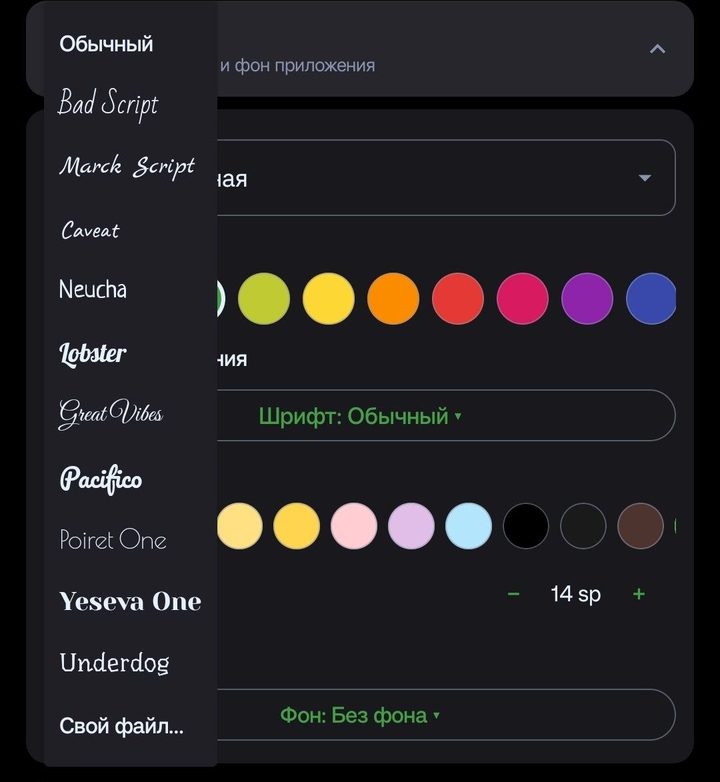 Обычный
и фон приложения
Bad Script
Marck Script
ная
Caveat
Neucha
Lobster
ния
Great Vibes
Шрифт: Обычный ▾
Pacifico
Poiret One
− 14 sp +
Yeseva One
Underdog
Фон: Без фона ▾
Свой файл...